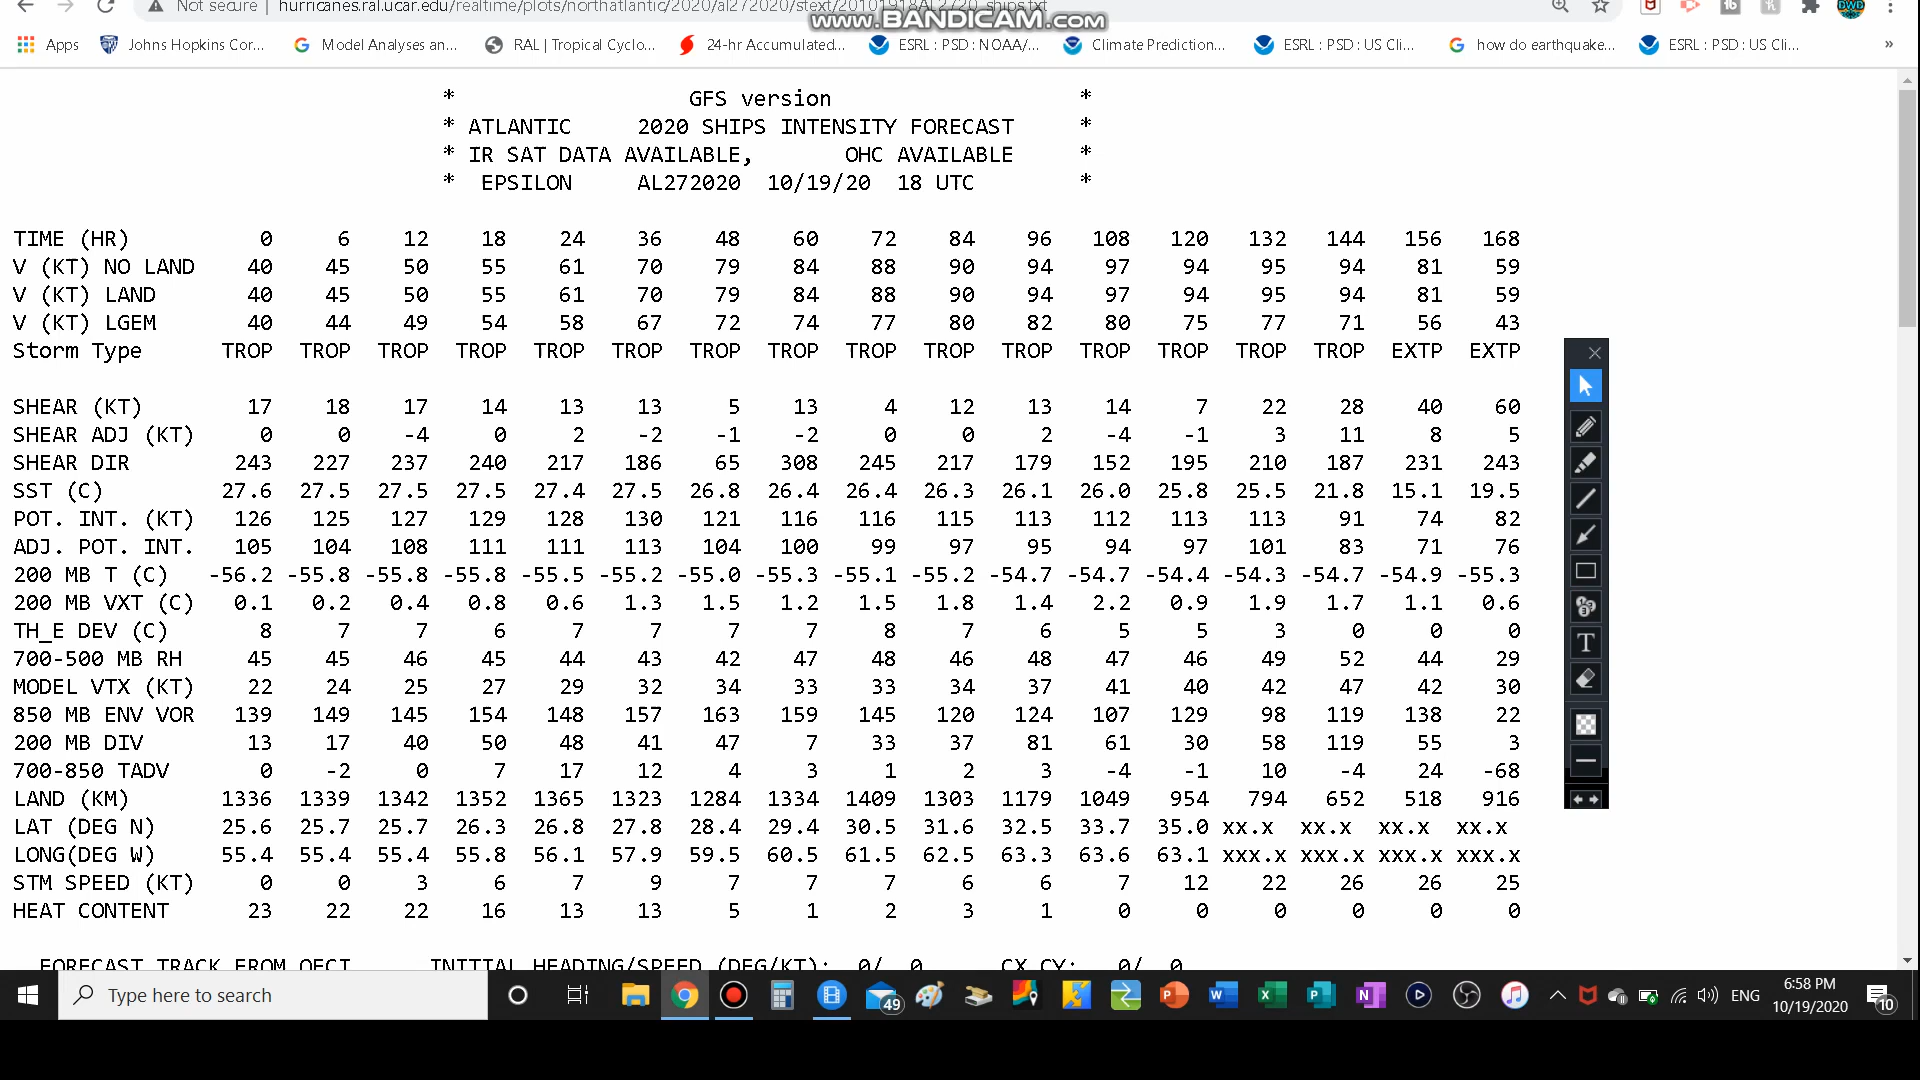 Not secure | hurricanes.ral.ucar.edu/realtime/plots/northatlantic/2020/al272020/stext/20101918AL2720_ships.txt
www.BANDICAM.com
Apps Johns Hopkins Cor... Model Analyses an... RAL | Tropical Cyclo... 24-hr Accumulated... ESRL : PSD : NOAA/... Climate Prediction... ESRL : PSD : US Cli... how do earthquake... ESRL : PSD : US Cli... »
* GFS version *
* ATLANTIC 2020 SHIPS INTENSITY FORECAST *
* IR SAT DATA AVAILABLE, OHC AVAILABLE *
* EPSILON AL272020 10/19/20 18 UTC *
TIME (HR) 0 6 12 18 24 36 48 60 72 84 96 108 120 132 144 156 168
V (KT) NO LAND 40 45 50 55 61 70 79 84 88 90 94 97 94 95 94 81 59
V (KT) LAND 40 45 50 55 61 70 79 84 88 90 94 97 94 95 94 81 59
V (KT) LGEM 40 44 49 54 58 67 72 74 77 80 82 80 75 77 71 56 43
Storm Type TROP TROP TROP TROP TROP TROP TROP TROP TROP TROP TROP TROP TROP TROP TROP EXTP EXTP
SHEAR (KT) 17 18 17 14 13 13 5 13 4 12 13 14 7 22 28 40 60
SHEAR ADJ (KT) 0 0 -4 0 2 -2 -1 -2 0 0 2 -4 -1 3 11 8 5
SHEAR DIR 243 227 237 240 217 186 65 308 245 217 179 152 195 210 187 231 243
SST (C) 27.6 27.5 27.5 27.5 27.4 27.5 26.8 26.4 26.4 26.3 26.1 26.0 25.8 25.5 21.8 15.1 19.5
POT. INT. (KT) 126 125 127 129 128 130 121 116 116 115 113 112 113 113 91 74 82
ADJ. POT. INT. 105 104 108 111 111 113 104 100 99 97 95 94 97 101 83 71 76
200 MB T (C) -56.2 -55.8 -55.8 -55.8 -55.5 -55.2 -55.0 -55.3 -55.1 -55.2 -54.7 -54.7 -54.4 -54.3 -54.7 -54.9 -55.3
200 MB VXT (C) 0.1 0.2 0.4 0.8 0.6 1.3 1.5 1.2 1.5 1.8 1.4 2.2 0.9 1.9 1.7 1.1 0.6
TH_E DEV (C) 8 7 7 6 7 7 7 7 8 7 6 5 5 3 0 0 0
700-500 MB RH 45 45 46 45 44 43 42 47 48 46 48 47 46 49 52 44 29
MODEL VTX (KT) 22 24 25 27 29 32 34 33 33 34 37 41 40 42 47 42 30
850 MB ENV VOR 139 149 145 154 148 157 163 159 145 120 124 107 129 98 119 138 22
200 MB DIV 13 17 40 50 48 41 47 7 33 37 81 61 30 58 119 55 3
700-850 TADV 0 -2 0 7 17 12 4 3 1 2 3 -4 -1 10 -4 24 -68
LAND (KM) 1336 1339 1342 1352 1365 1323 1284 1334 1409 1303 1179 1049 954 794 652 518 916
LAT (DEG N) 25.6 25.7 25.7 26.3 26.8 27.8 28.4 29.4 30.5 31.6 32.5 33.7 35.0 xx.x xx.x xx.x xx.x
LONG(DEG W) 55.4 55.4 55.4 55.8 56.1 57.9 59.5 60.5 61.5 62.5 63.3 63.6 63.1 xxx.x xxx.x xxx.x xxx.x
STM SPEED (KT) 0 0 3 6 7 9 7 7 7 6 6 7 12 22 26 26 25
HEAT CONTENT 23 22 22 16 13 13 5 1 2 3 1 0 0 0 0 0 0
FORECAST TRACK FROM OFCI INITIAL HEADING/SPEED (DEG/KT): 0/ 0 CX,CY: 0/ 0
Type here to search 49 ENG 6:58 PM
10/19/2020 10